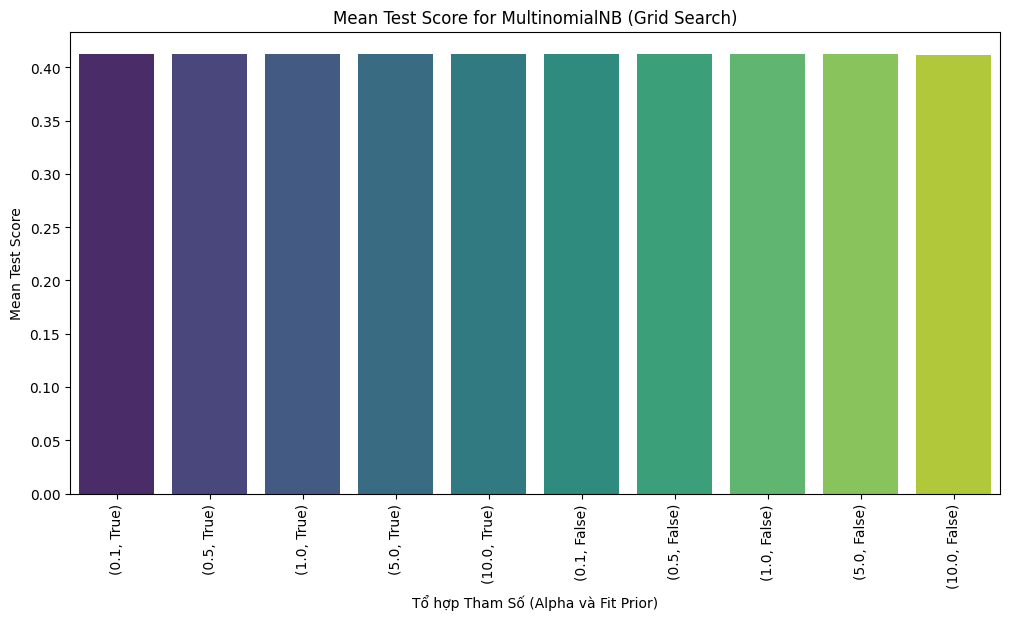 Mean Test Score for MultinomialNB (Grid Search)
Mean Test Score
0.40
0.35
0.30
0.25
0.20
0.15
0.10
0.05
0.00
(0.1, True)
(0.5, True)
(1.0, True)
(5.0, True)
(10.0, True)
(0.1, False)
(0.5, False)
(1.0, False)
(5.0, False)
(10.0, False)
Tổ hợp Tham Số (Alpha và Fit Prior)